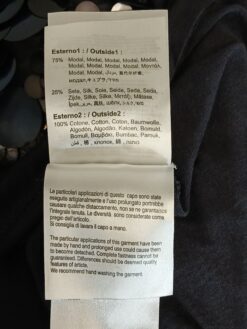 Esterno1 : / Outside1 :
75% Modal, Modal, Modal, Modal, Modal,
Modal, Modal, Modal, Modal,
25% Seta, Silk, Soie, Seide, Seda, Seda,
Zijde, Silke, Silke,
Esterno2 : / Outside2 :
100% Cotone, Cotton, Coton, Baumwolle,
Algodón, Algodão, Katoen, Bomuld,
Bomull,
Le particolari applicazioni di questo capo sono state
eseguite artigianalmente e l'uso prolungato potrebbe
causare qualche distaccamento, non se ne garantisce
l'integrale tenuta. Le diversità sono considerate come
pregio dell'articolo.
Si consiglia di lavare il capo a mano.
The particular applications of this garment have been
made by hand and prolonged use could cause them
to become detached. Complete fastness cannot be
guaranteed. Differences should be deemed quality
features of article.
We recommend hand washing the garment.